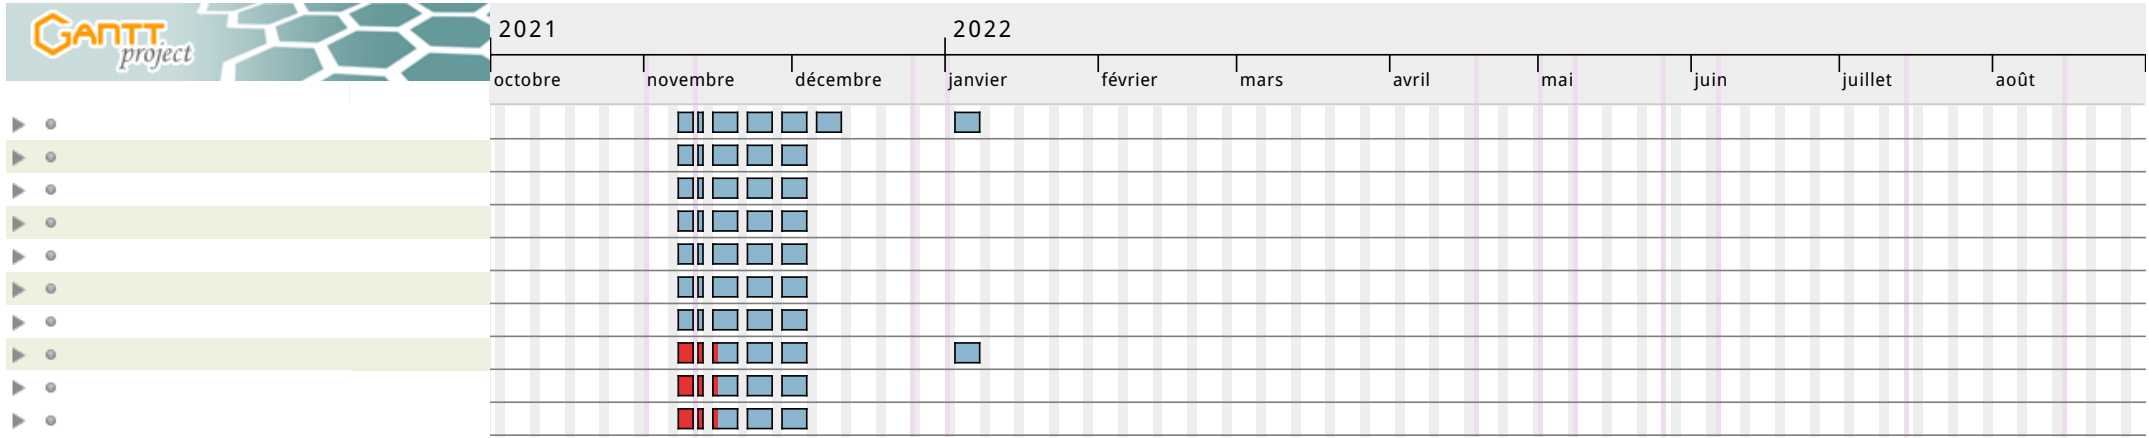 GANTT
project
2021
2022
octobre
novembre
décembre
janvier
février
mars
avril
mai
juin
juillet
août